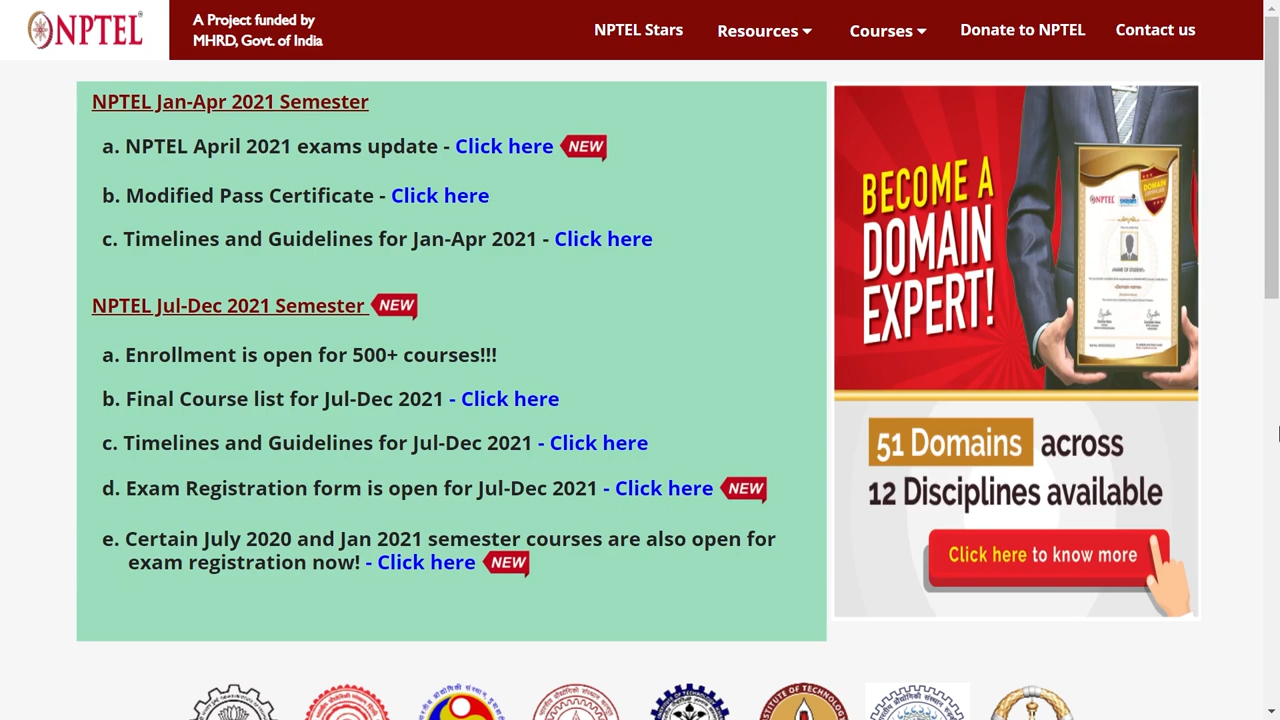 NPTEL
A Project funded by
MHRD, Govt. of India
NPTEL Stars
Resources
Courses
Donate to NPTEL
Contact us
NPTEL Jan-Apr 2021 Semester
a. NPTEL April 2021 exams update - Click here NEW
b. Modified Pass Certificate - Click here
c. Timelines and Guidelines for Jan-Apr 2021 - Click here
NPTEL Jul-Dec 2021 Semester NEW
a. Enrollment is open for 500+ courses!!!
b. Final Course list for Jul-Dec 2021 - Click here
c. Timelines and Guidelines for Jul-Dec 2021 - Click here
d. Exam Registration form is open for Jul-Dec 2021 - Click here NEW
e. Certain July 2020 and Jan 2021 semester courses are also open for
exam registration now! - Click here NEW
BECOME A
DOMAIN
EXPERT!
NPTEL
51 Domains across
12 Disciplines available
Click here to know more